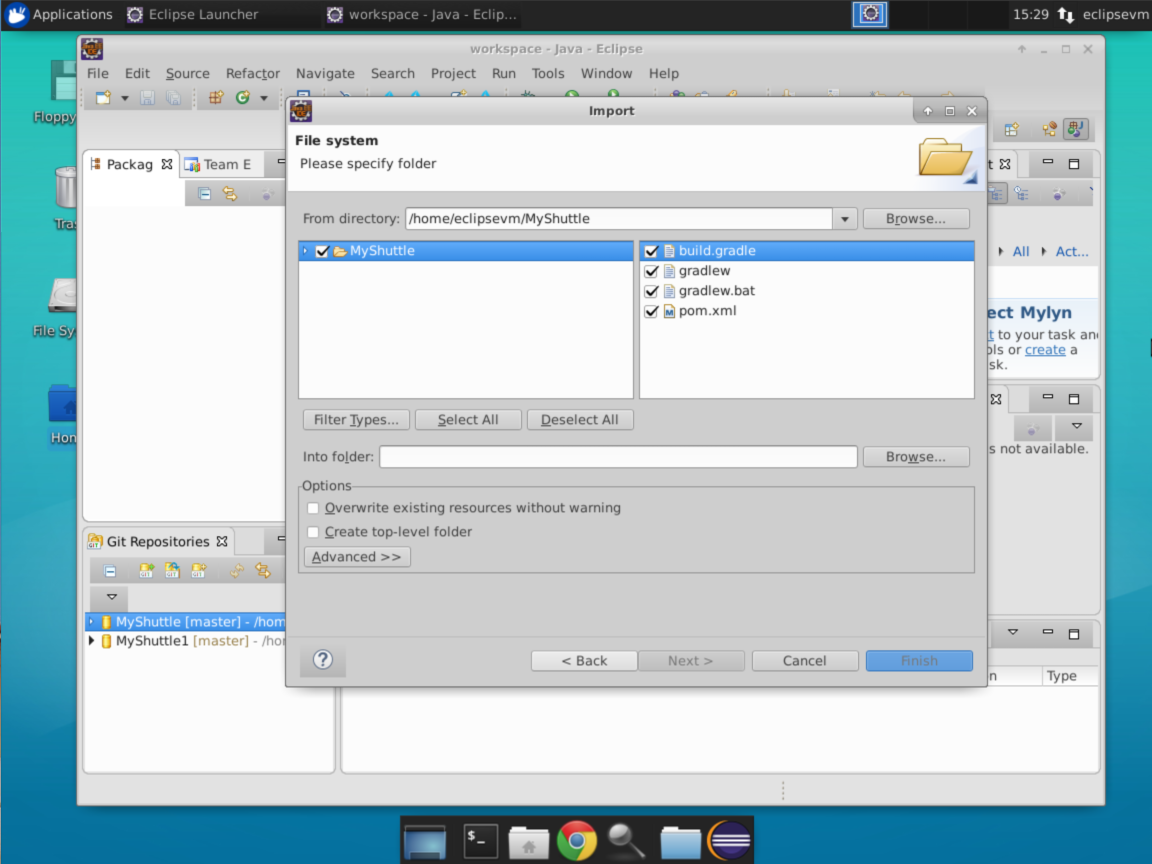 Applications Eclipse Launcher workspace - Java - Eclip... 15:29 eclipsevm
workspace - Java - Eclipse
File Edit Source Refactor Navigate Search Project Run Tools Window Help
Floppy
Import
File system
Please specify folder
Packag Team E
From directory: /home/eclipsevm/MyShuttle Browse...
MyShuttle
build.gradle
gradlew
gradlew.bat
pom.xml
All Act...
ect Mylyn
t to your task an
ols or create a
sk.
File Sy
Filter Types... Select All Deselect All
Into folder: Browse...
s not available.
Options
Overwrite existing resources without warning
Create top-level folder
Advanced >>
Git Repositories
GIT GIT GIT
MyShuttle [master] - /hom
MyShuttle1 [master] - /ho
? < Back Next > Cancel Finish
n Type
$_